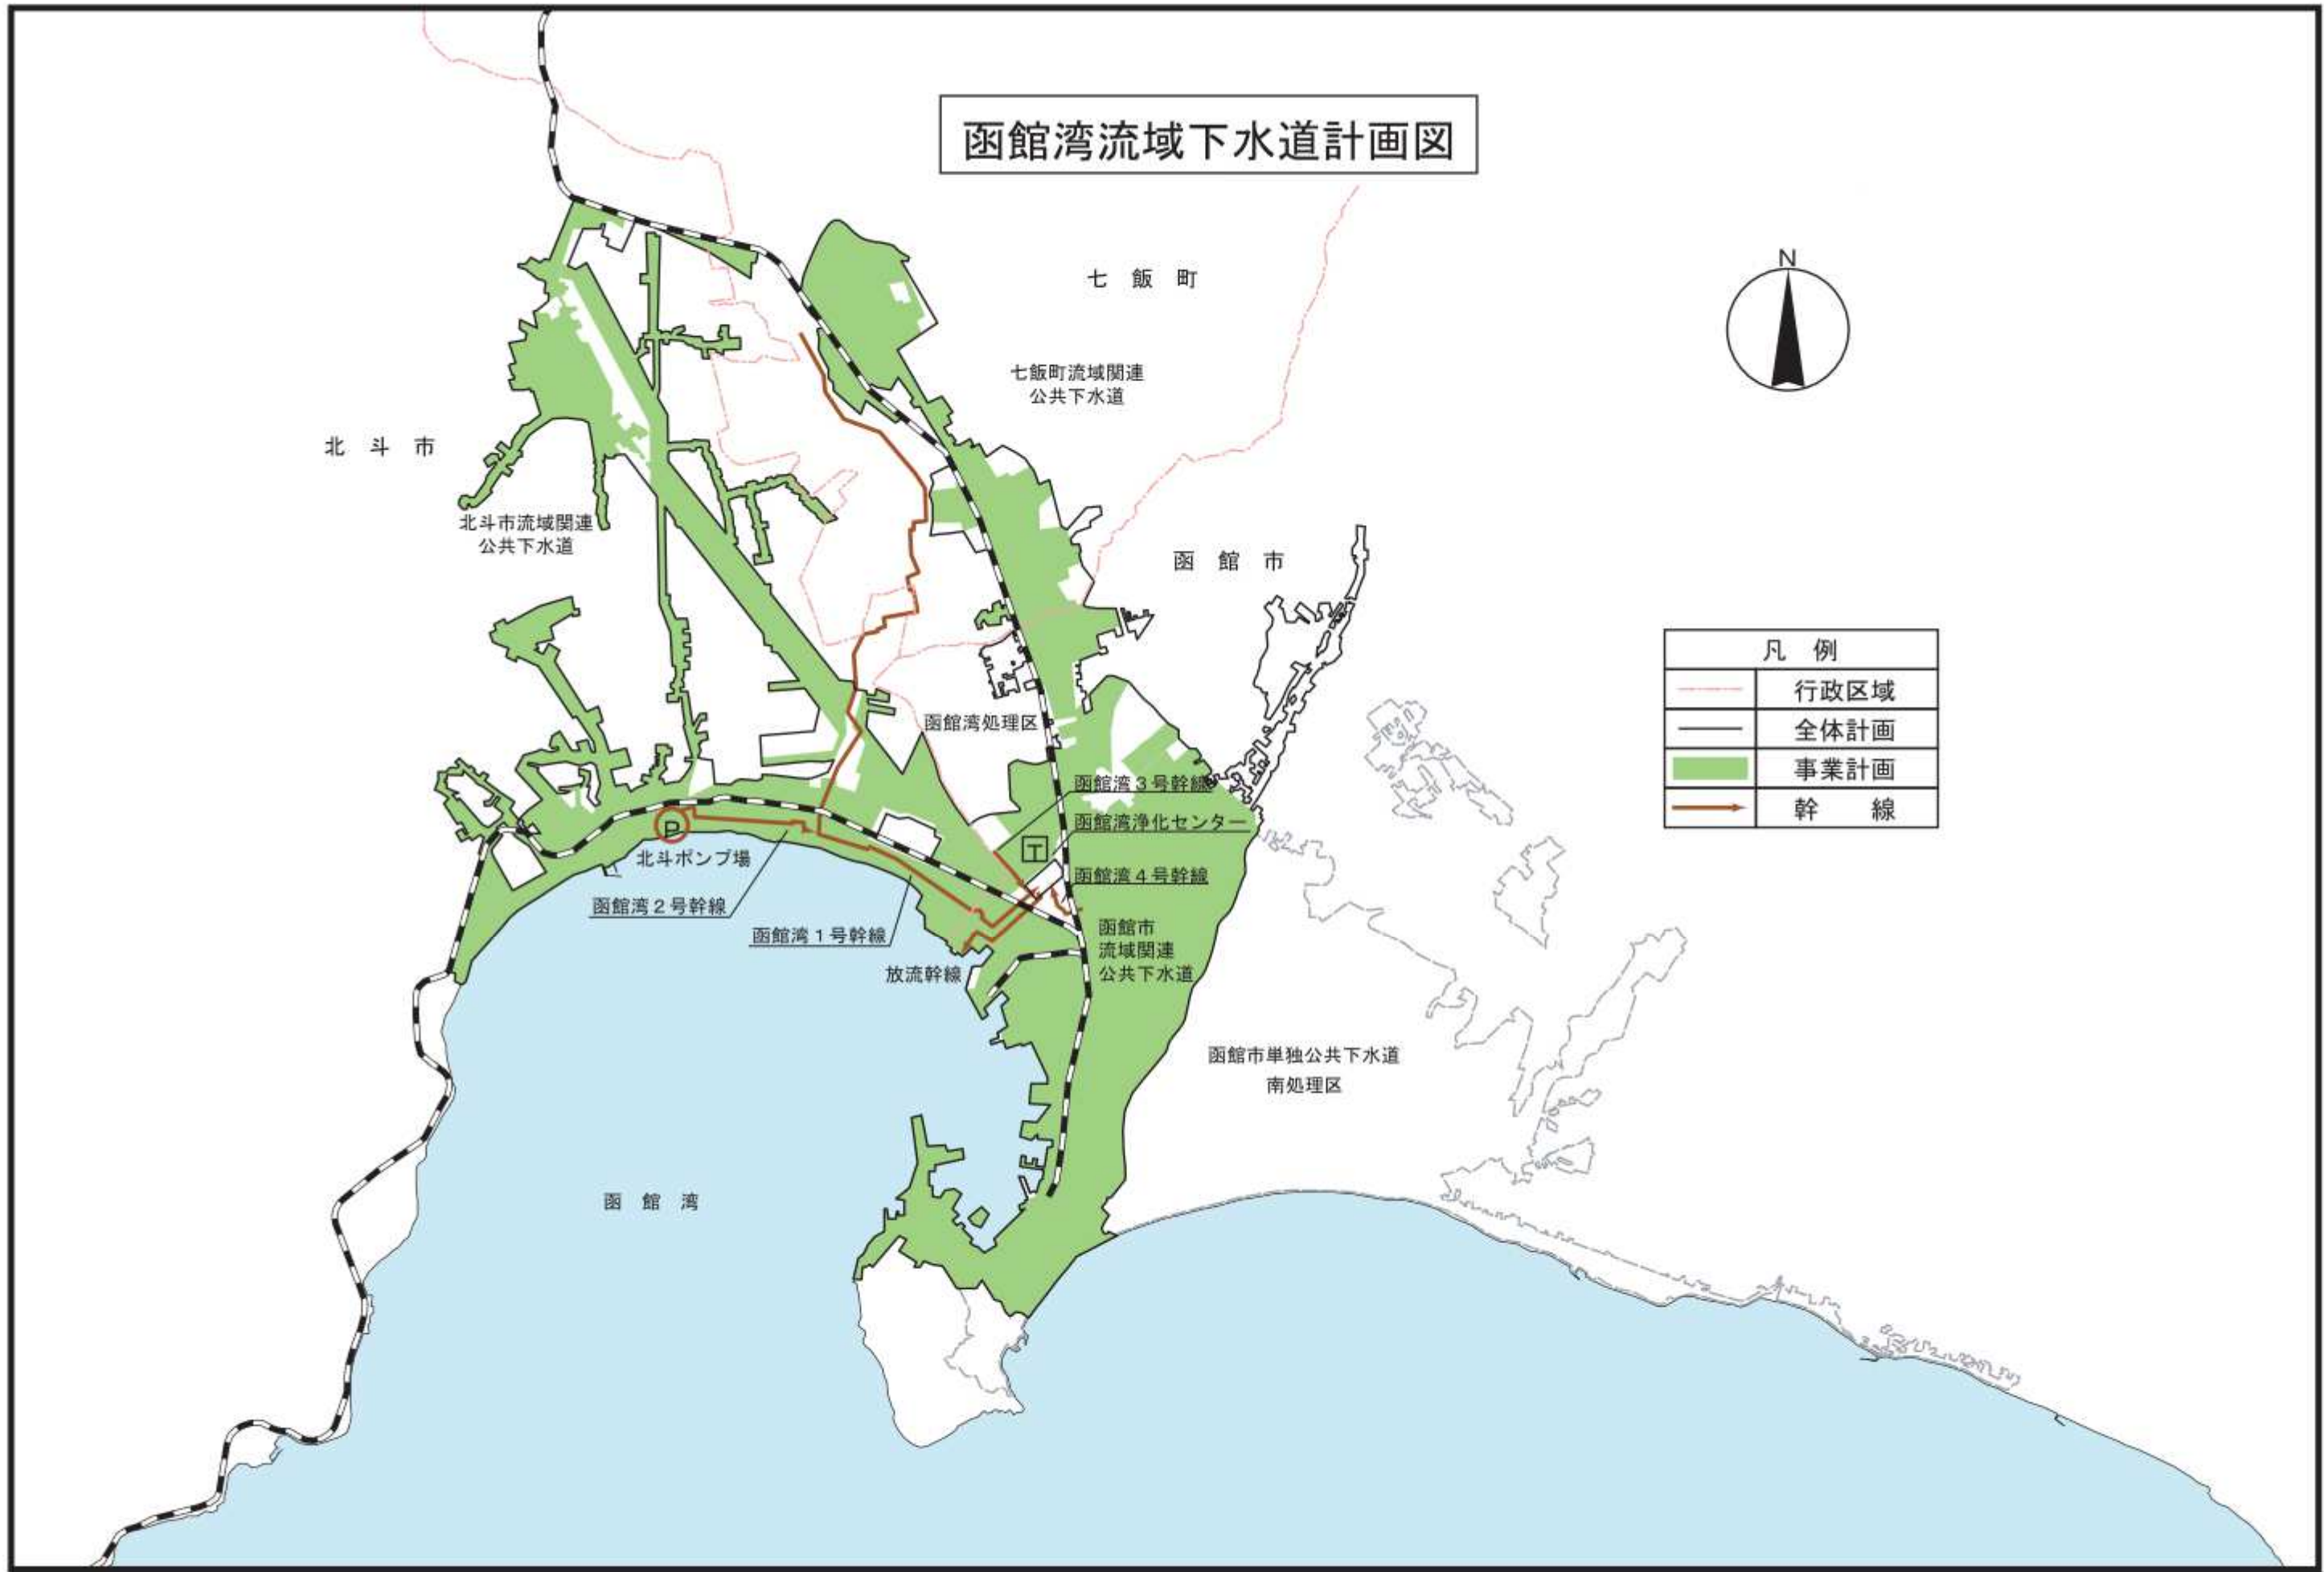 函館湾流域下水道計画図
N
七飯町
七飯町流域関連
公共下水道
北斗市
北斗市流域関連
公共下水道
函館市
凡例
行政区域
全体計画
事業計画
幹線
函館湾処理区
函館湾3号幹線
函館湾浄化センター
T
P
北斗ポンプ場
函館湾4号幹線
函館湾2号幹線
函館湾1号幹線
函館市
流域関連
公共下水道
放流幹線
函館市単独公共下水道
南処理区
函館湾